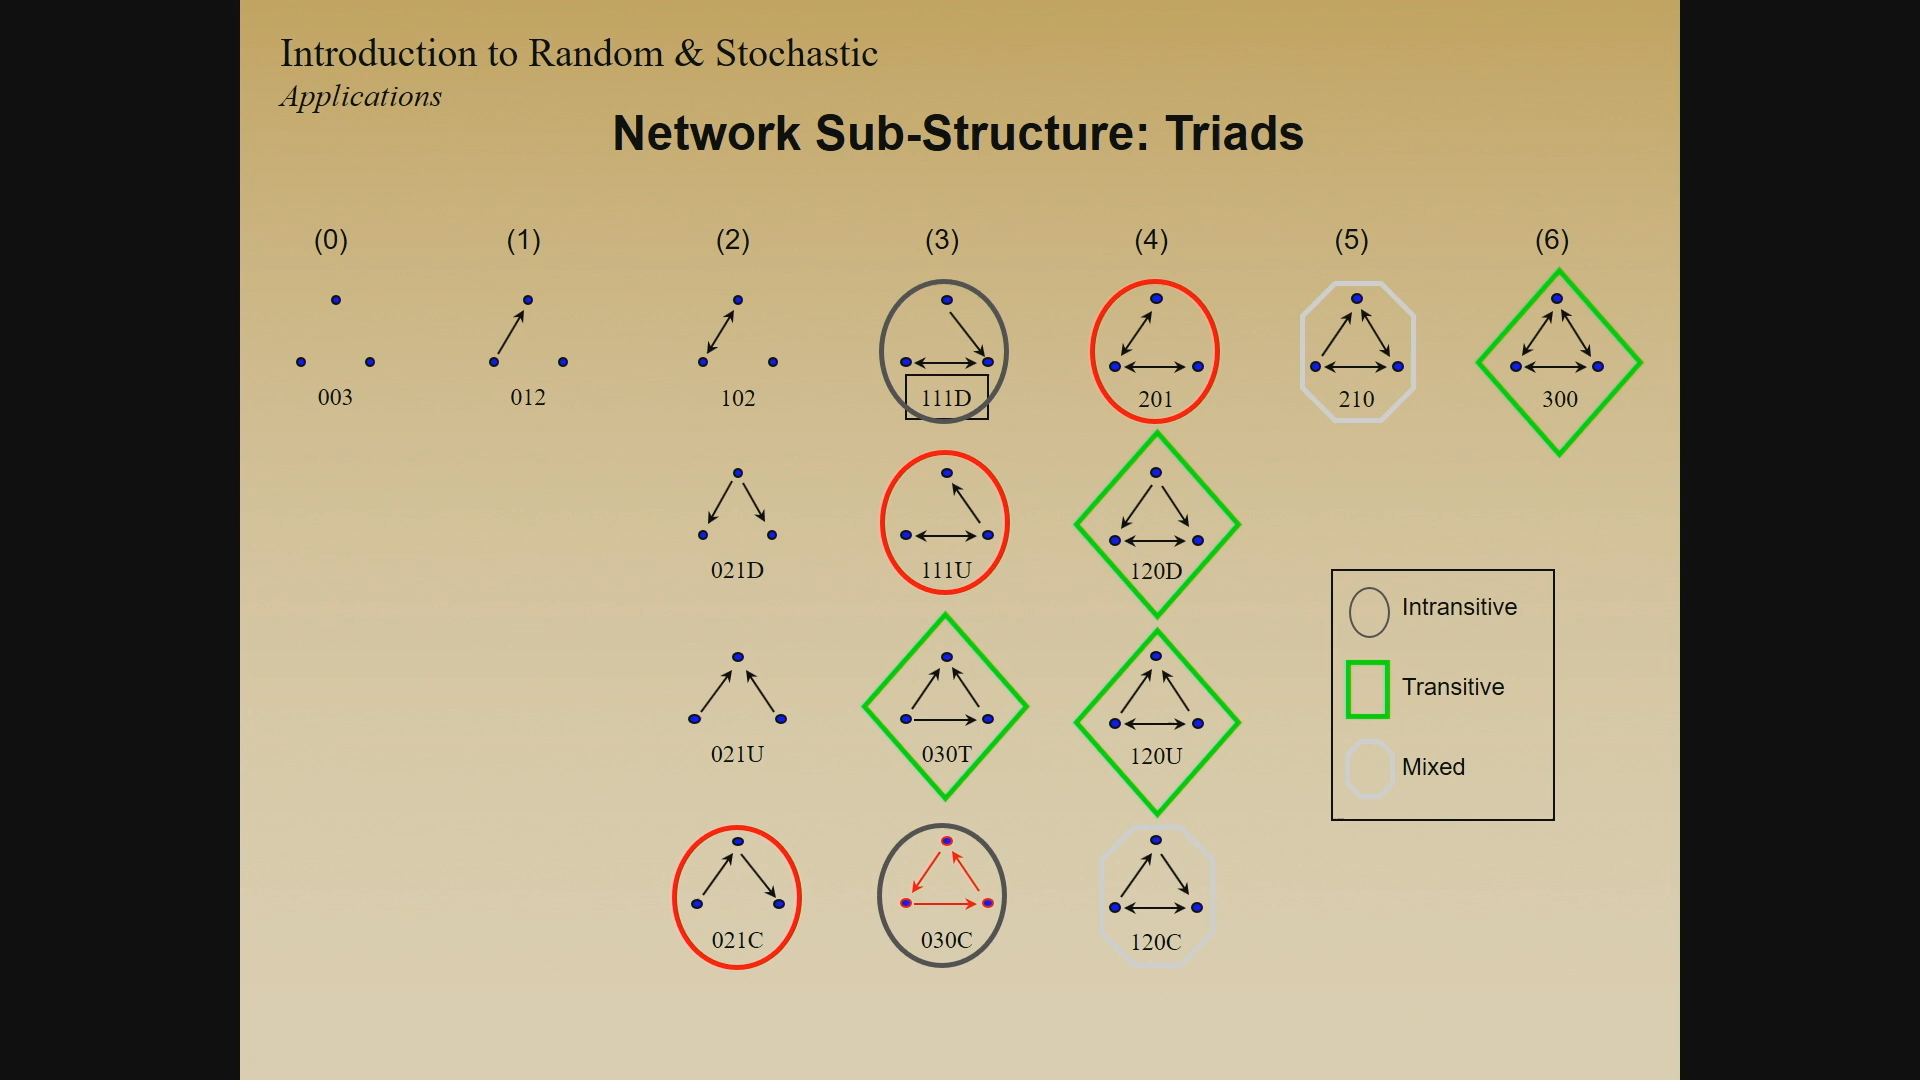 Introduction to Random & Stochastic
Applications
Network Sub-Structure: Triads
(0) (1) (2) (3) (4) (5) (6)
003 012 102 111D 201 210 300
021D 111U 120D
021U 030T 120U
021C 030C 120C
Intransitive
Transitive
Mixed